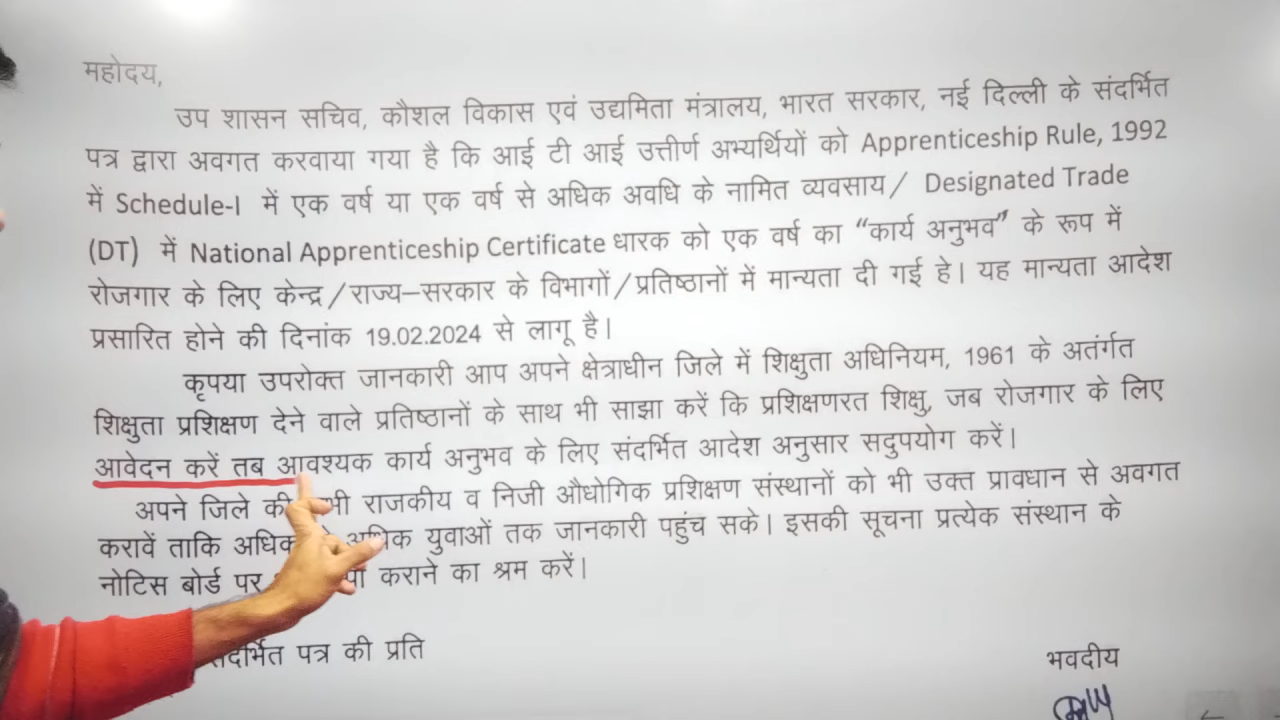 महोदय,
उप शासन सचिव, कौशल विकास एवं उद्यमिता मंत्रालय, भारत सरकार, नई दिल्ली के संदर्भित
पत्र द्वारा अवगत करवाया गया है कि आई टी आई उत्तीर्ण अभ्यर्थियों को Apprenticeship Rule, 1992
में Schedule-I में एक वर्ष या एक वर्ष से अधिक अवधि के नामित व्यवसाय/ Designated Trade
(DT) में National Apprenticeship Certificate धारक को एक वर्ष का “कार्य अनुभव” के रूप में
रोजगार के लिए केन्द्र/राज्य–सरकार के विभागों/प्रतिष्ठानों में मान्यता दी गई हे। यह मान्यता आदेश
प्रसारित होने की दिनांक 19.02.2024 से लागू है।
कृपया उपरोक्त जानकारी आप अपने क्षेत्राधीन जिले में शिक्षुता अधिनियम, 1961 के अतंर्गत
शिक्षुता प्रशिक्षण देने वाले प्रतिष्ठानों के साथ भी साझा करें कि प्रशिक्षणरत शिक्षु, जब रोजगार के लिए
आवेदन करें तब आवश्यक कार्य अनुभव के लिए संदर्भित आदेश अनुसार सदुपयोग करें।
अपने जिले की राजकीय व निजी औधोगिक प्रशिक्षण संस्थानों को भी उक्त प्रावधान से अवगत
करावें ताकि युवाओं तक जानकारी पहुंच सके। इसकी सूचना प्रत्येक संस्थान के
नोटिस बोर्ड पर कराने का श्रम करें।
पत्र की प्रति
भवदीय